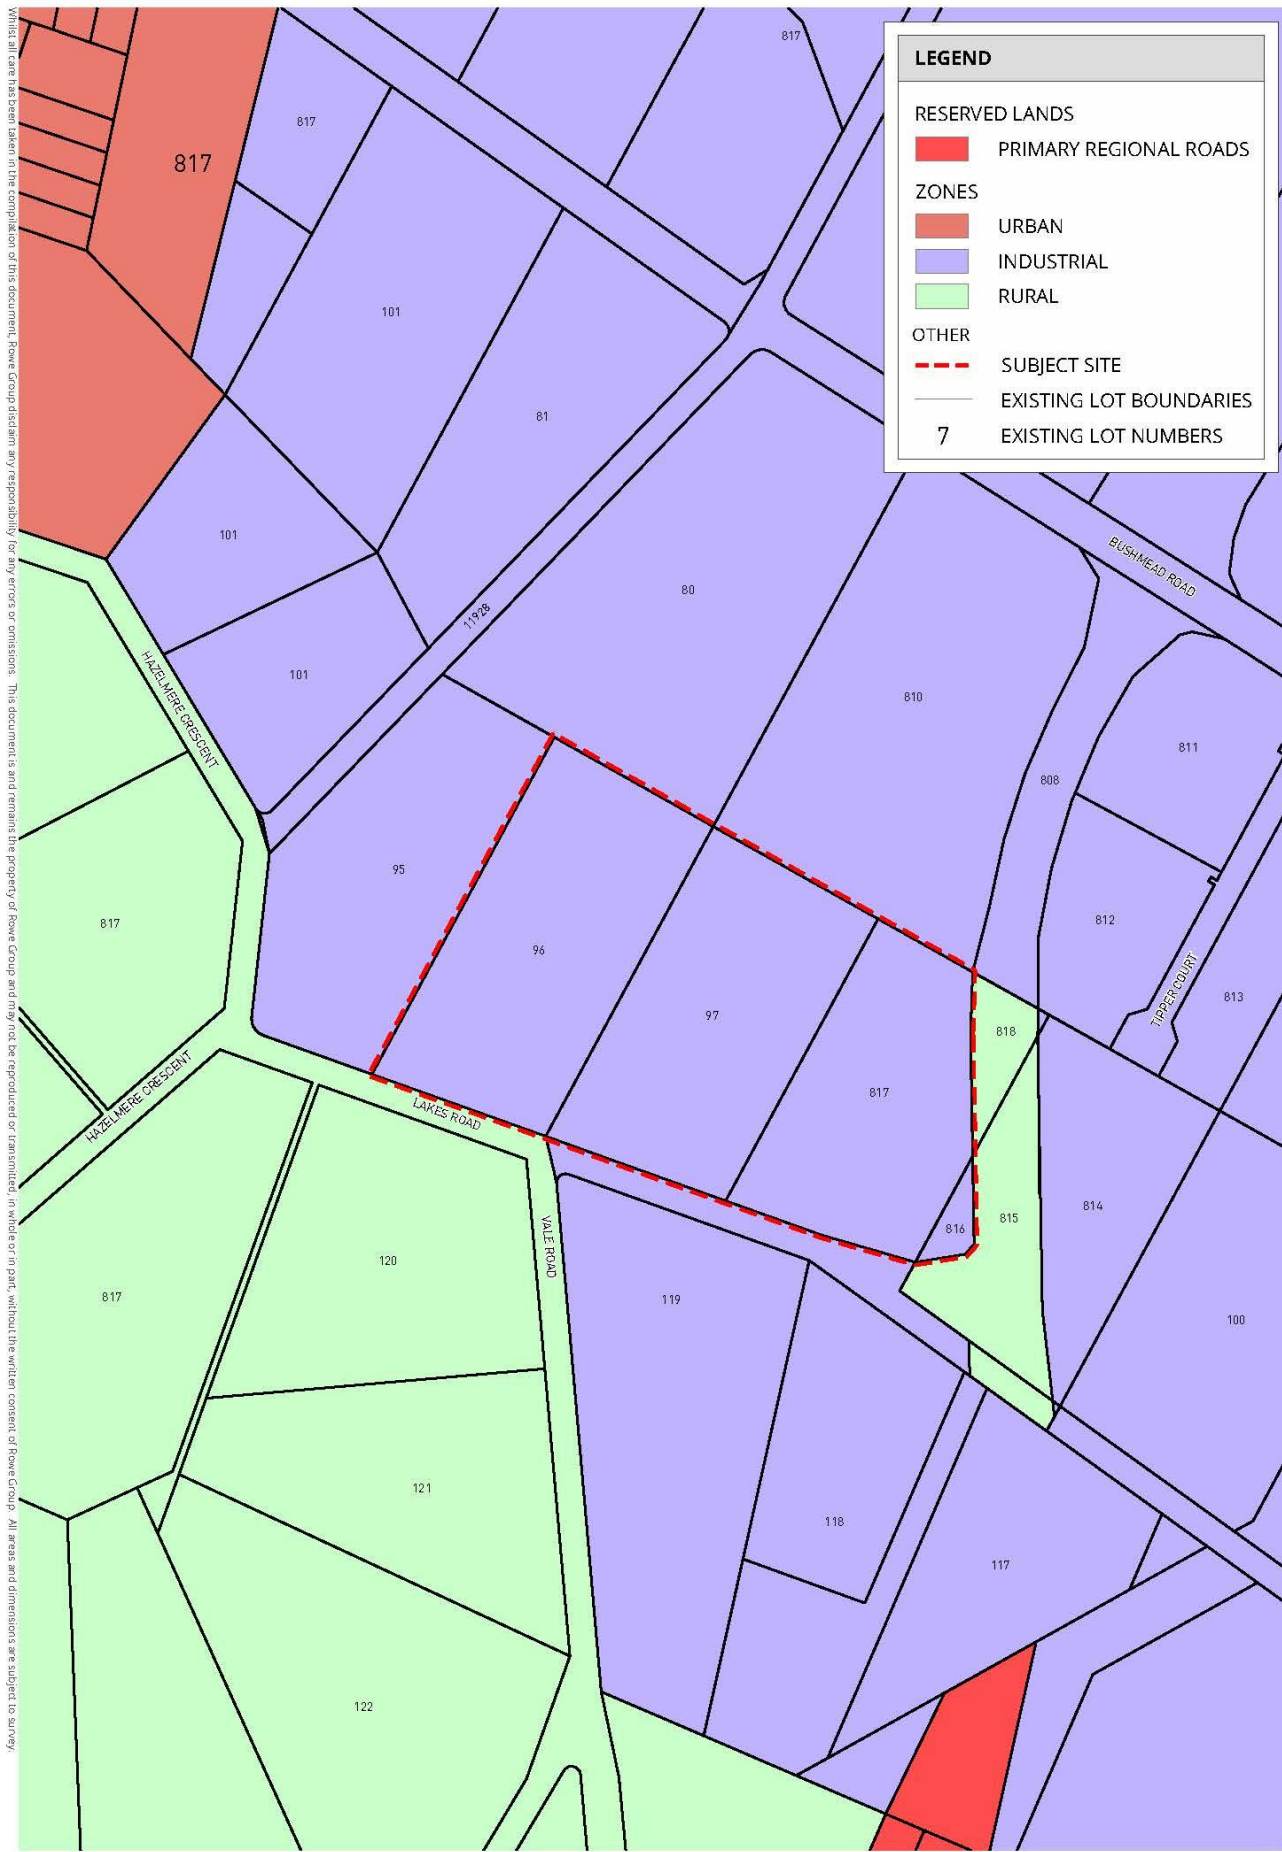 Whilst all care has been taken in the compilation of this document, Rowe Group disclaim any responsibility for any errors or omissions. This document is and remains the property of Rowe Group and may not be reproduced or transmitted, in whole or in part, without the written consent of Rowe Group. All areas and dimensions are subject to survey.
LEGEND
RESERVED LANDS
PRIMARY REGIONAL ROADS
ZONES
URBAN
INDUSTRIAL
RURAL
OTHER
SUBJECT SITE
EXISTING LOT BOUNDARIES
7 EXISTING LOT NUMBERS
817
817
817
101
81
101
80
BUSHMEAD ROAD
11928
101
HAZELMERE CRESCENT
810
811
808
95
817
96
812
97
TIPPER COURT
813
818
817
HAZELMERE CRESCENT
LAKES ROAD
814
815
816
VALE ROAD
120
817
119
100
121
118
117
122